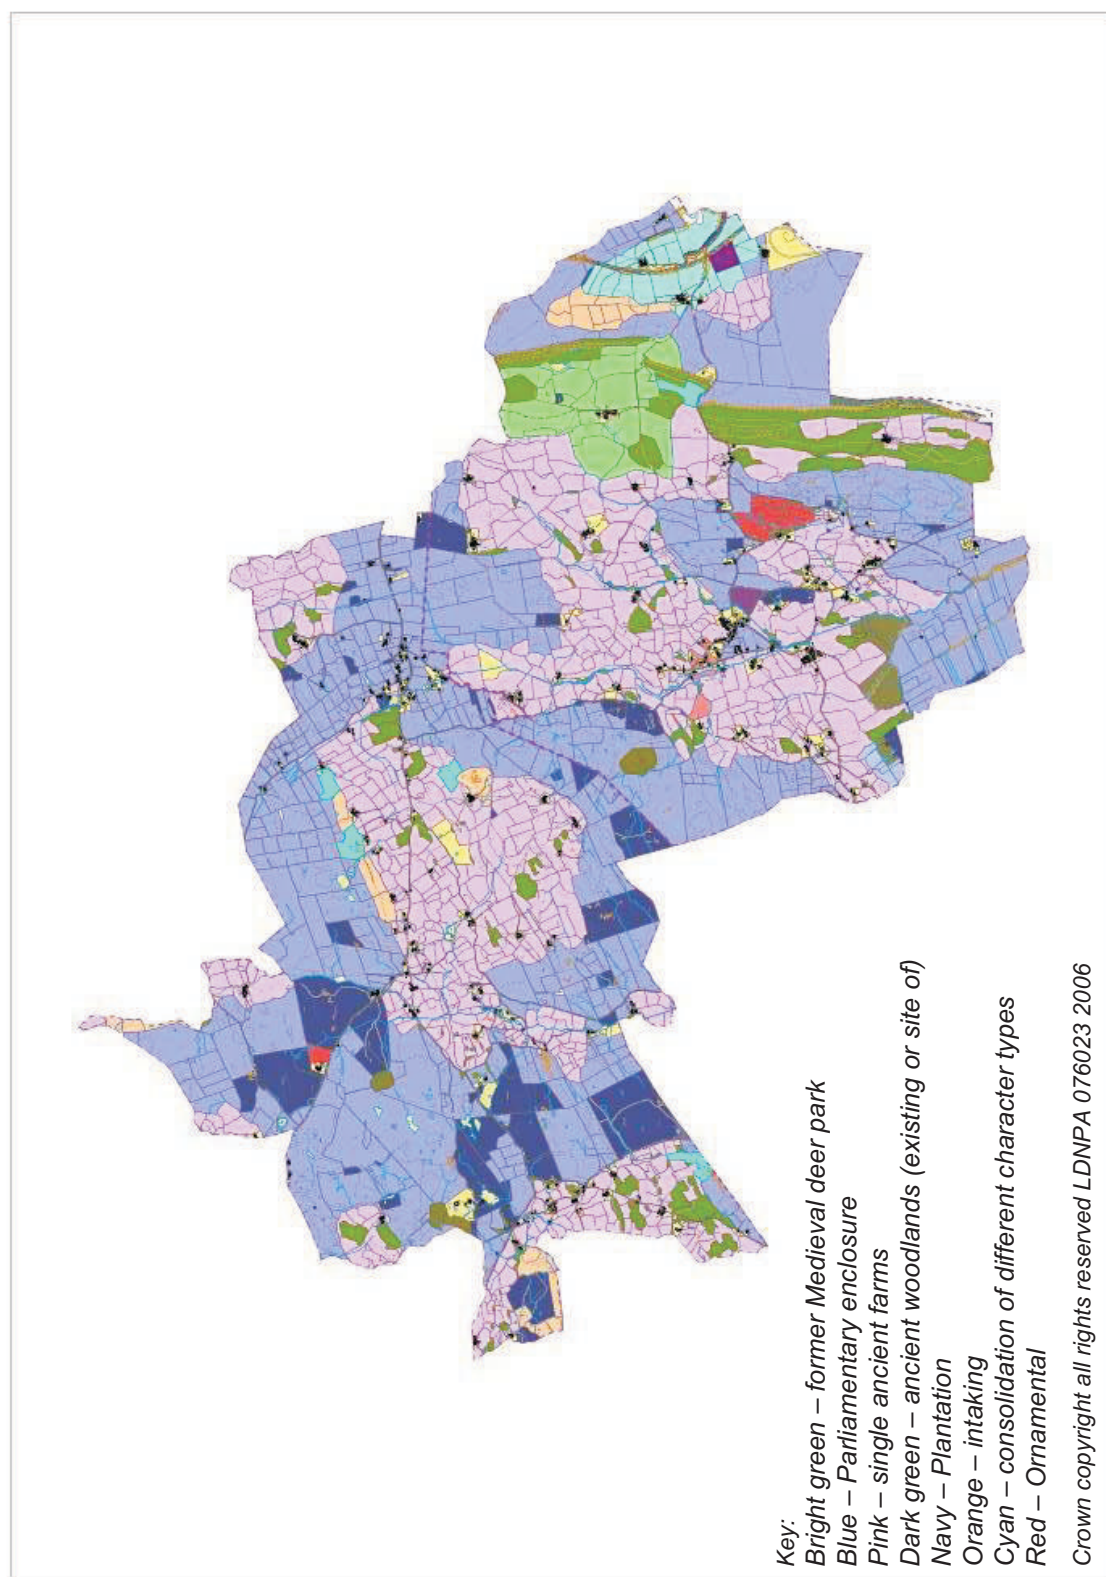 Key:
Bright green – former Medieval deer park
Blue – Parliamentary enclosure
Pink – single ancient farms
Dark green – ancient woodlands (existing or site of)
Navy – Plantation
Orange – intaking
Cyan – consolidation of different character types
Red – Ornamental
Crown copyright all rights reserved LDNPA 076023 2006